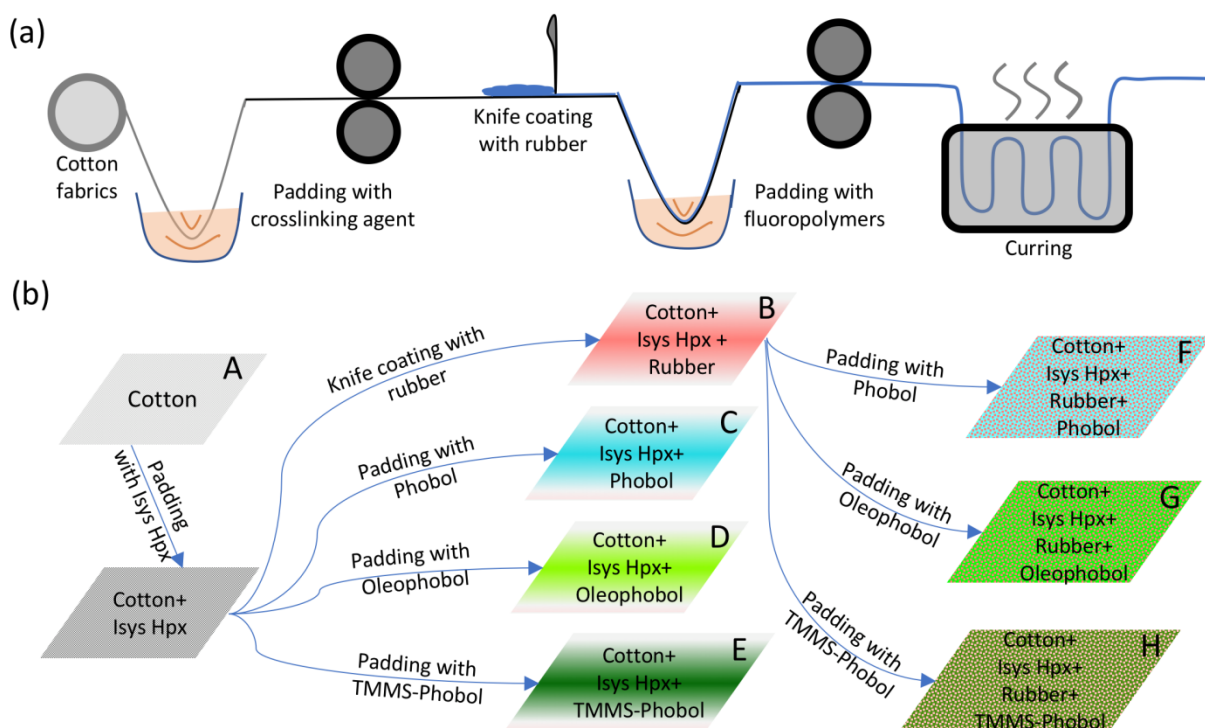 (a)
Cotton
fabrics
Padding with
crosslinking agent
Knife coating
with rubber
Padding with
fluoropolymers
Curring
(b)
A
Cotton
Padding
with Isys Hpx
Cotton+
Isys Hpx
Knife coating with
rubber
Padding with
Phobol
Padding with
Oleophobol
Padding with
TMMS-Phobol
B
Cotton+
Isys Hpx +
Rubber
C
Cotton+
Isys Hpx+
Phobol
D
Cotton+
Isys Hpx+
Oleophobol
E
Cotton+
Isys Hpx+
TMMS-Phobol
Padding with
Phobol
Padding with
Oleophobol
Padding with
TMMS-Phobol
F
Cotton+
Isys Hpx+
Rubber+
Phobol
G
Cotton+
Isys Hpx+
Rubber+
Oleophobol
H
Cotton+
Isys Hpx+
Rubber+
TMMS-Phobol